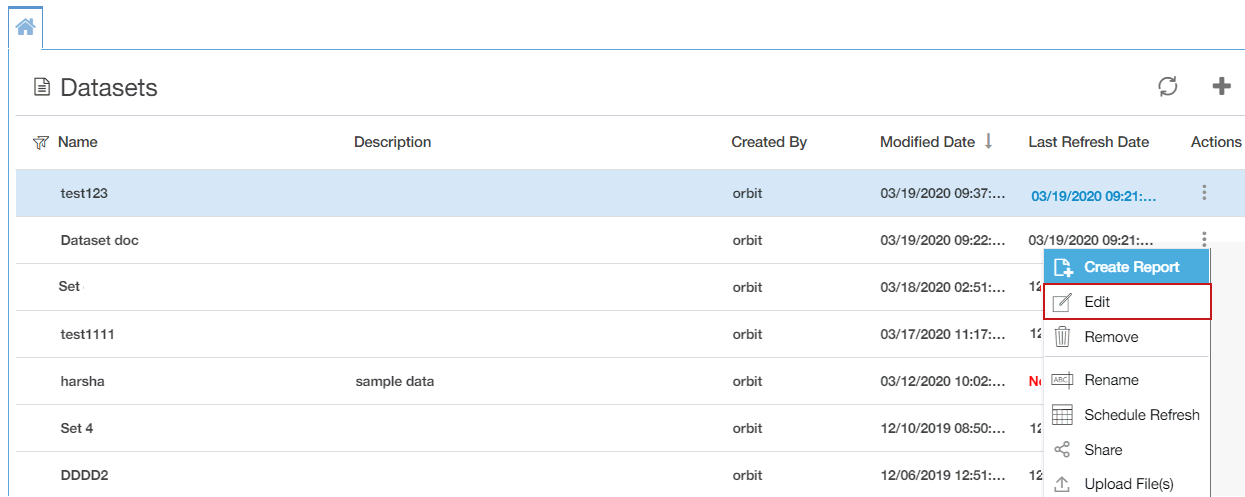 Datasets
Name Description Created By Modified Date Last Refresh Date Actions
test123 orbit 03/19/2020 09:37:... 03/19/2020 09:21:...
Dataset doc orbit 03/19/2020 09:22:... 03/19/2020 09:21:...
Create Report
Set orbit 03/18/2020 02:51:... 12
Edit
test1111 orbit 03/17/2020 11:17:... 12
Remove
harsha sample data orbit 03/12/2020 10:02:... No
ABC Rename
Schedule Refresh
Set 4 orbit 12/10/2019 08:50:... 12
Share
DDDD2 orbit 12/06/2019 12:51:... 12
Upload File(s)